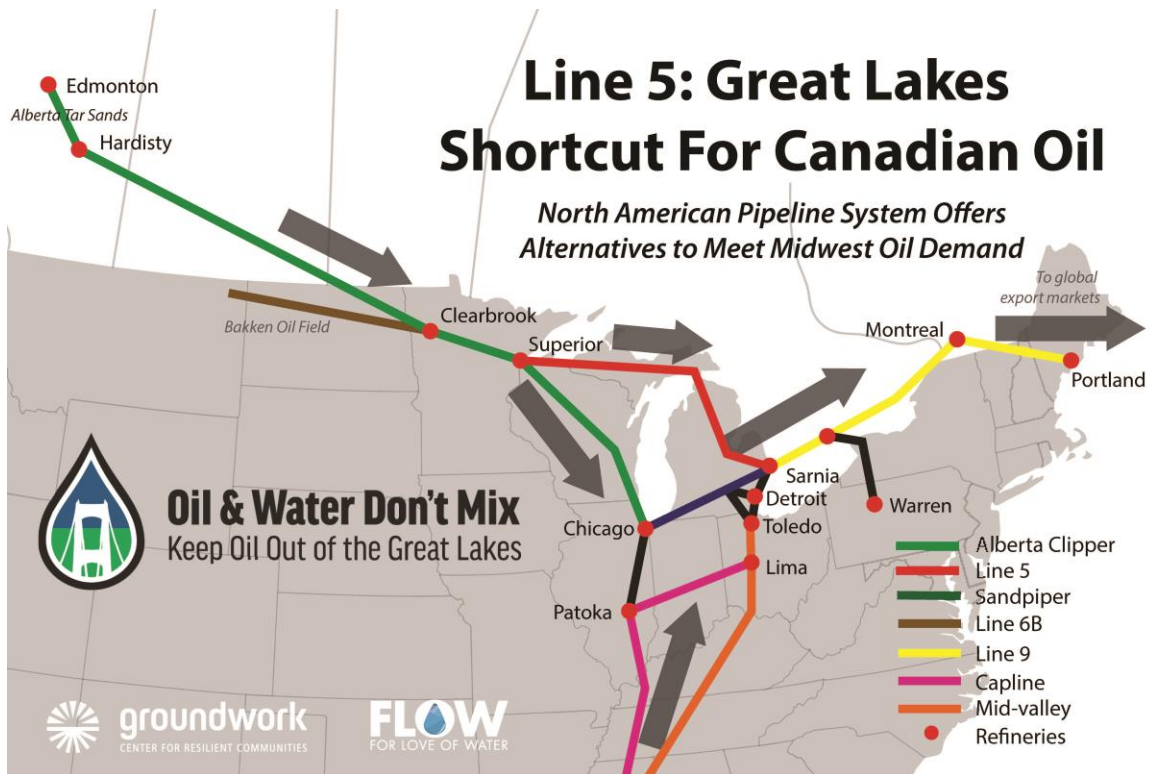 Line 5: Great Lakes
Shortcut For Canadian Oil
North American Pipeline System Offers
Alternatives to Meet Midwest Oil Demand
Edmonton
Alberta Tar Sands
Hardisty
Clearbrook
Bakken Oil Field
Superior
To global
export markets
Montreal
Portland
Sarnia
Detroit
Toledo
Warren
Chicago
Lima
Patoka
Oil & Water Don't Mix
Keep Oil Out of the Great Lakes
Alberta Clipper
Line 5
Sandpiper
Line 6B
Line 9
Capline
Mid-valley
Refineries
groundwork
CENTER FOR RESILIENT COMMUNITIES
FLOW
FOR LOVE OF WATER